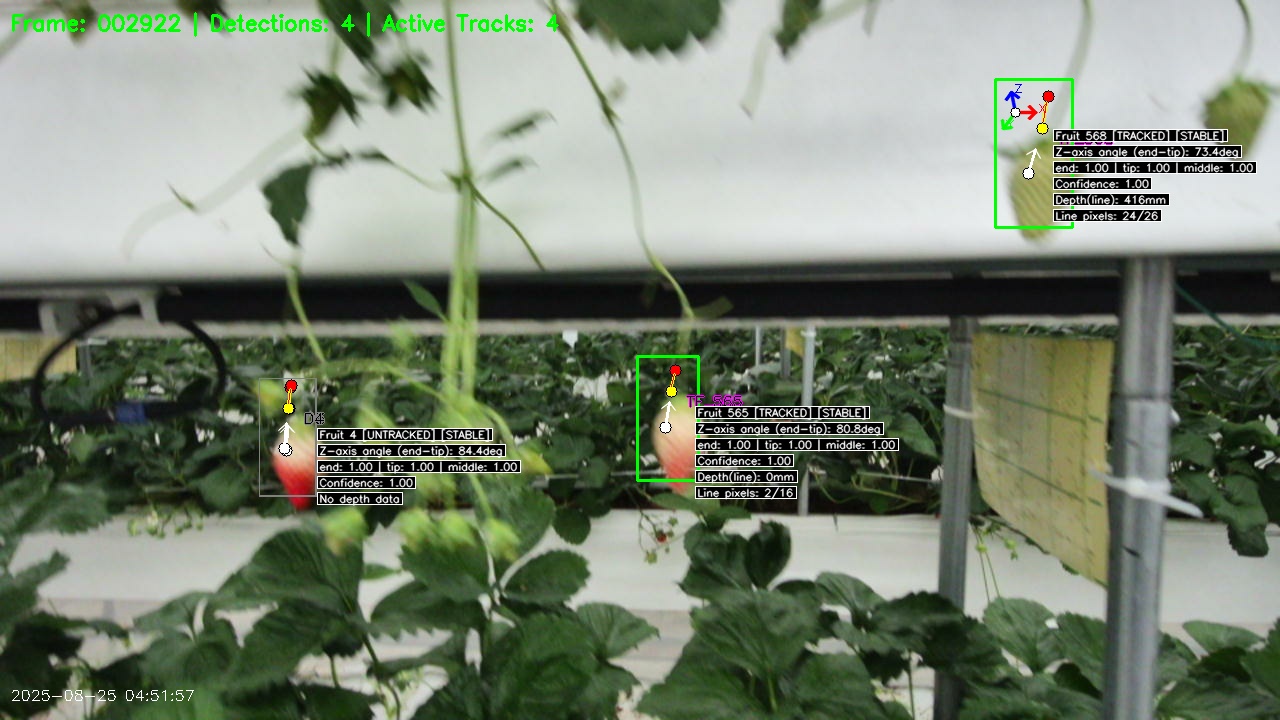 Frame: 002922 | Detections: 4 | Active Tracks: 4
Z
Fruit 568 [TRACKED] [STABLE]
Z-axis angle (end-tip): 73.4deg
end: 1.00 | tip: 1.00 | middle: 1.00
Confidence: 1.00
Depth(line): 416mm
Line pixels: 24/26
Fruit 565 [TRACKED] [STABLE]
Z-axis angle (end-tip): 80.8deg
end: 1.00 | tip: 1.00 | middle: 1.00
Confidence: 1.00
Depth(line): 0mm
Line pixels: 2/16
D4
Fruit 4 [UNTRACKED] [STABLE]
Z-axis angle (end-tip): 84.4deg
end: 1.00 | tip: 1.00 | middle: 1.00
Confidence: 1.00
No depth data
2025-08-25 04:51:57